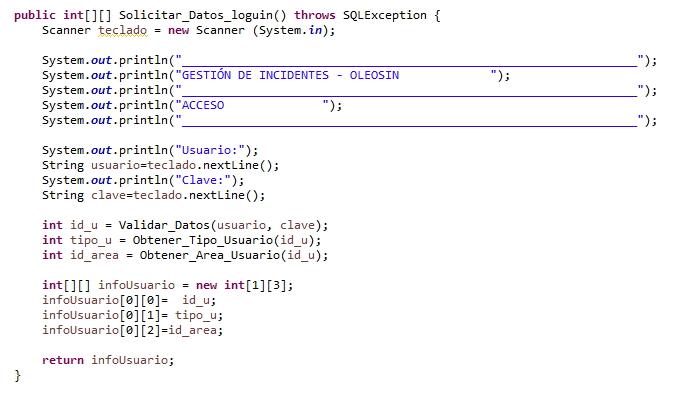 public int[][] Solicitar_Datos_loguin() throws SQLException {
    Scanner teclado = new Scanner (System.in);

    System.out.println("_________________________________________________________________");
    System.out.println("GESTIÓN DE INCIDENTES - OLEOSIN             ");
    System.out.println("_________________________________________________________________");
    System.out.println("ACCESO              ");
    System.out.println("_________________________________________________________________");

    System.out.println("Usuario:");
    String usuario=teclado.nextLine();
    System.out.println("Clave:");
    String clave=teclado.nextLine();

    int id_u = Validar_Datos(usuario, clave);
    int tipo_u = Obtener_Tipo_Usuario(id_u);
    int id_area = Obtener_Area_Usuario(id_u);

    int[][] infoUsuario = new int[1][3];
    infoUsuario[0][0]=  id_u;
    infoUsuario[0][1]= tipo_u;
    infoUsuario[0][2]=id_area;

    return infoUsuario;
}